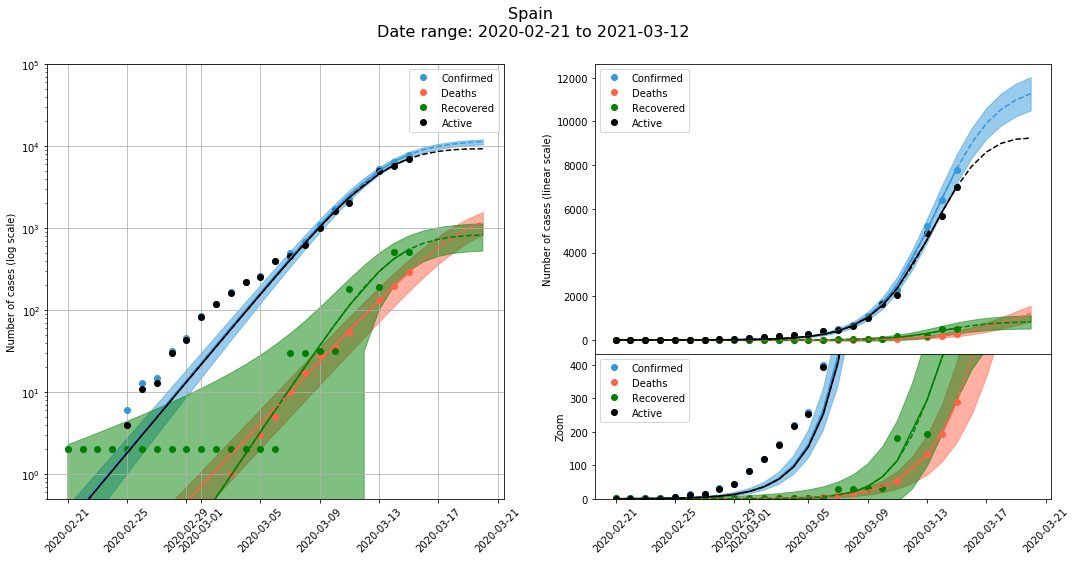 Spain
Date range: 2020-02-21 to 2021-03-12
Number of cases (log scale)
10^5
10^4
10^3
10^2
10^1
10^0
Confirmed
Deaths
Recovered
Active
2020-02-21
2020-02-25
2020-02-29
2020-03-01
2020-03-05
2020-03-09
2020-03-13
2020-03-17
2020-03-21
Number of cases (linear scale)
12000
10000
8000
6000
4000
2000
0
Confirmed
Deaths
Recovered
Active
Zoom
400
300
200
100
0
Confirmed
Deaths
Recovered
Active
2020-02-21
2020-02-25
2020-02-29
2020-03-01
2020-03-05
2020-03-09
2020-03-13
2020-03-17
2020-03-21